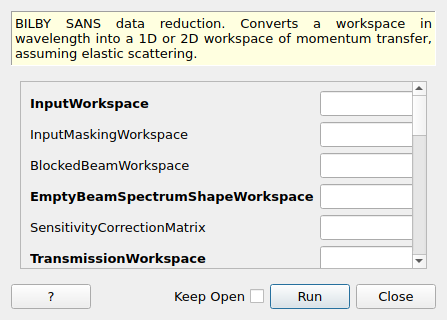 BILBY SANS data reduction. Converts a workspace in
wavelength into a 1D or 2D workspace of momentum transfer,
assuming elastic scattering.
InputWorkspace
InputMaskingWorkspace
BlockedBeamWorkspace
EmptyBeamSpectrumShapeWorkspace
SensitivityCorrectionMatrix
TransmissionWorkspace
? Keep Open Run Close